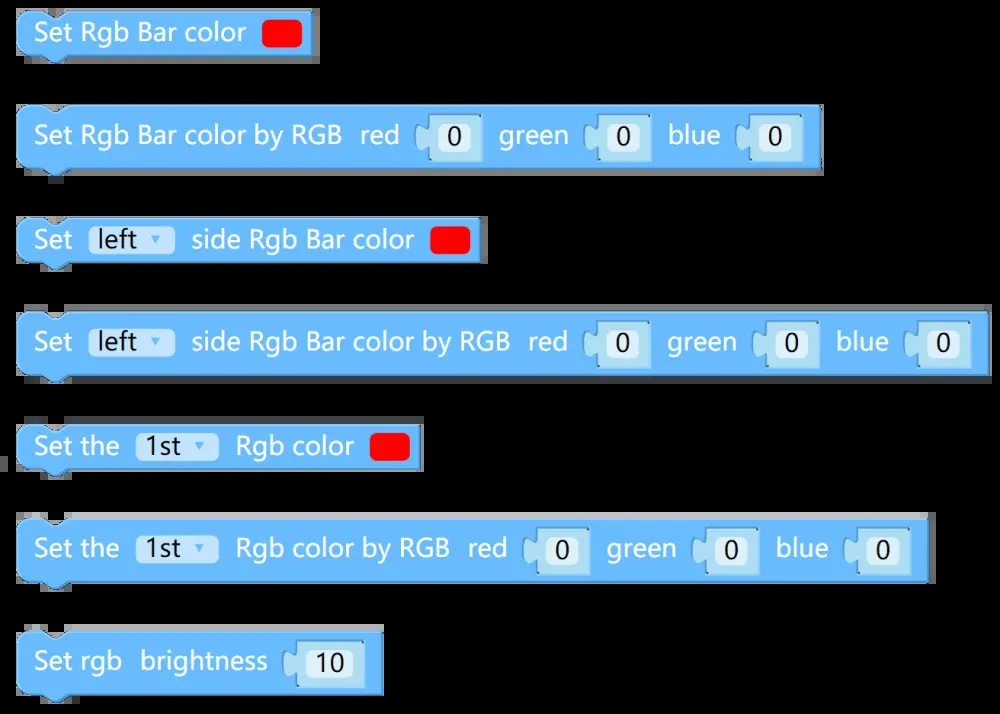 Set Rgb Bar color
Set Rgb Bar color by RGB red 0 green 0 blue 0
Set left side Rgb Bar color
Set left side Rgb Bar color by RGB red 0 green 0 blue 0
Set the 1st Rgb color
Set the 1st Rgb color by RGB red 0 green 0 blue 0
Set rgb brightness 10